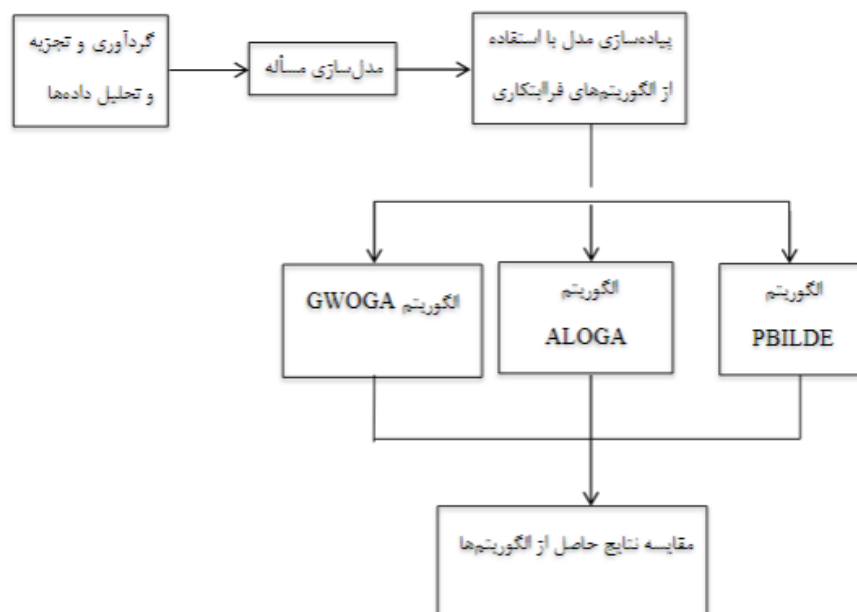 گردآوری و تجزیه
و تحلیل داده‌ها
مدل‌سازی مسأله
پیاده‌سازی مدل با استفاده
از الگوریتم‌های فراابتکاری
الگوریتم GWOGA
الگوریتم
ALOGA
الگوریتم
PBILDE
مقایسه نتایج حاصل از الگوریتم‌ها